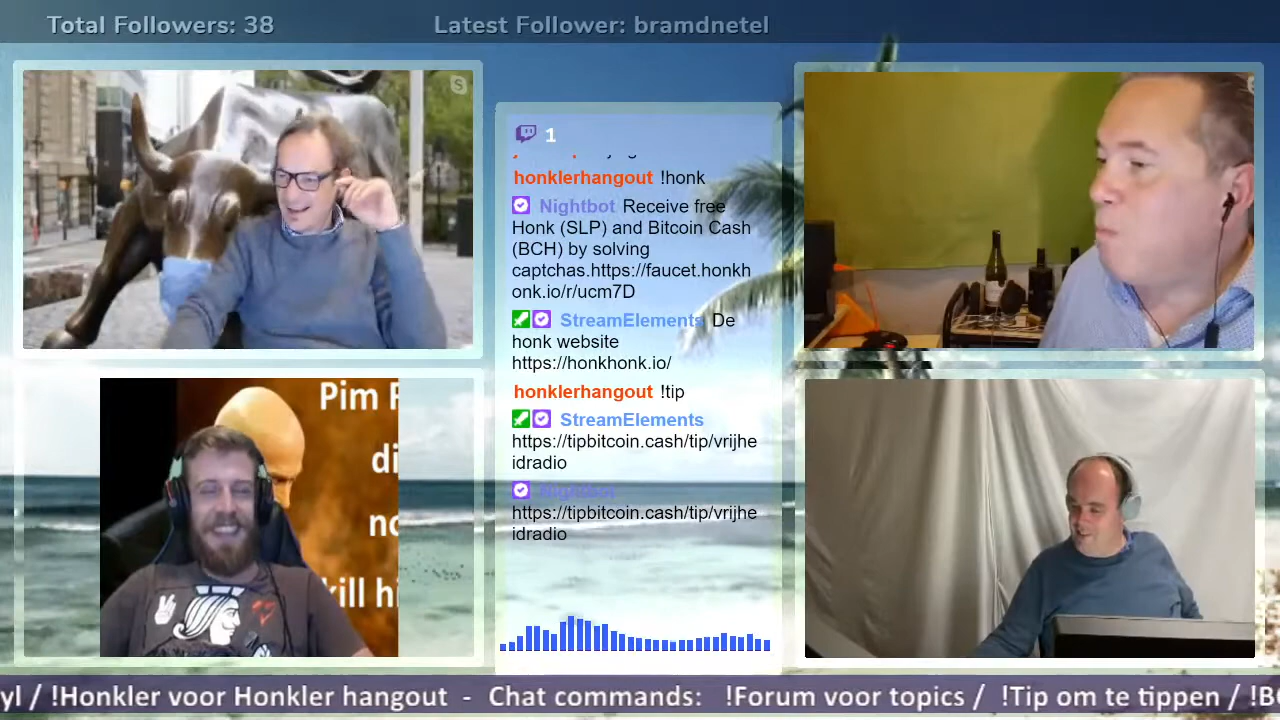 Total Followers: 38
Latest Follower: bramdnetel
1
honklerhangout !honk
Nightbot Receive free
Honk (SLP) and Bitcoin Cash
(BCH) by solving
captchas.https://faucet.honkh
onk.io/r/ucm7D
StreamElements De
honk website
https://honkhonk.io/
honklerhangout !tip
StreamElements
https://tipbitcoin.cash/tip/vrijhe
idradio
Nightbot
https://tipbitcoin.cash/tip/vrijhe
idradio
Pim
di
no
kill hi
yl / !Honkler voor Honkler hangout - Chat commands: !Forum voor topics / !Tip om te tippen / !B